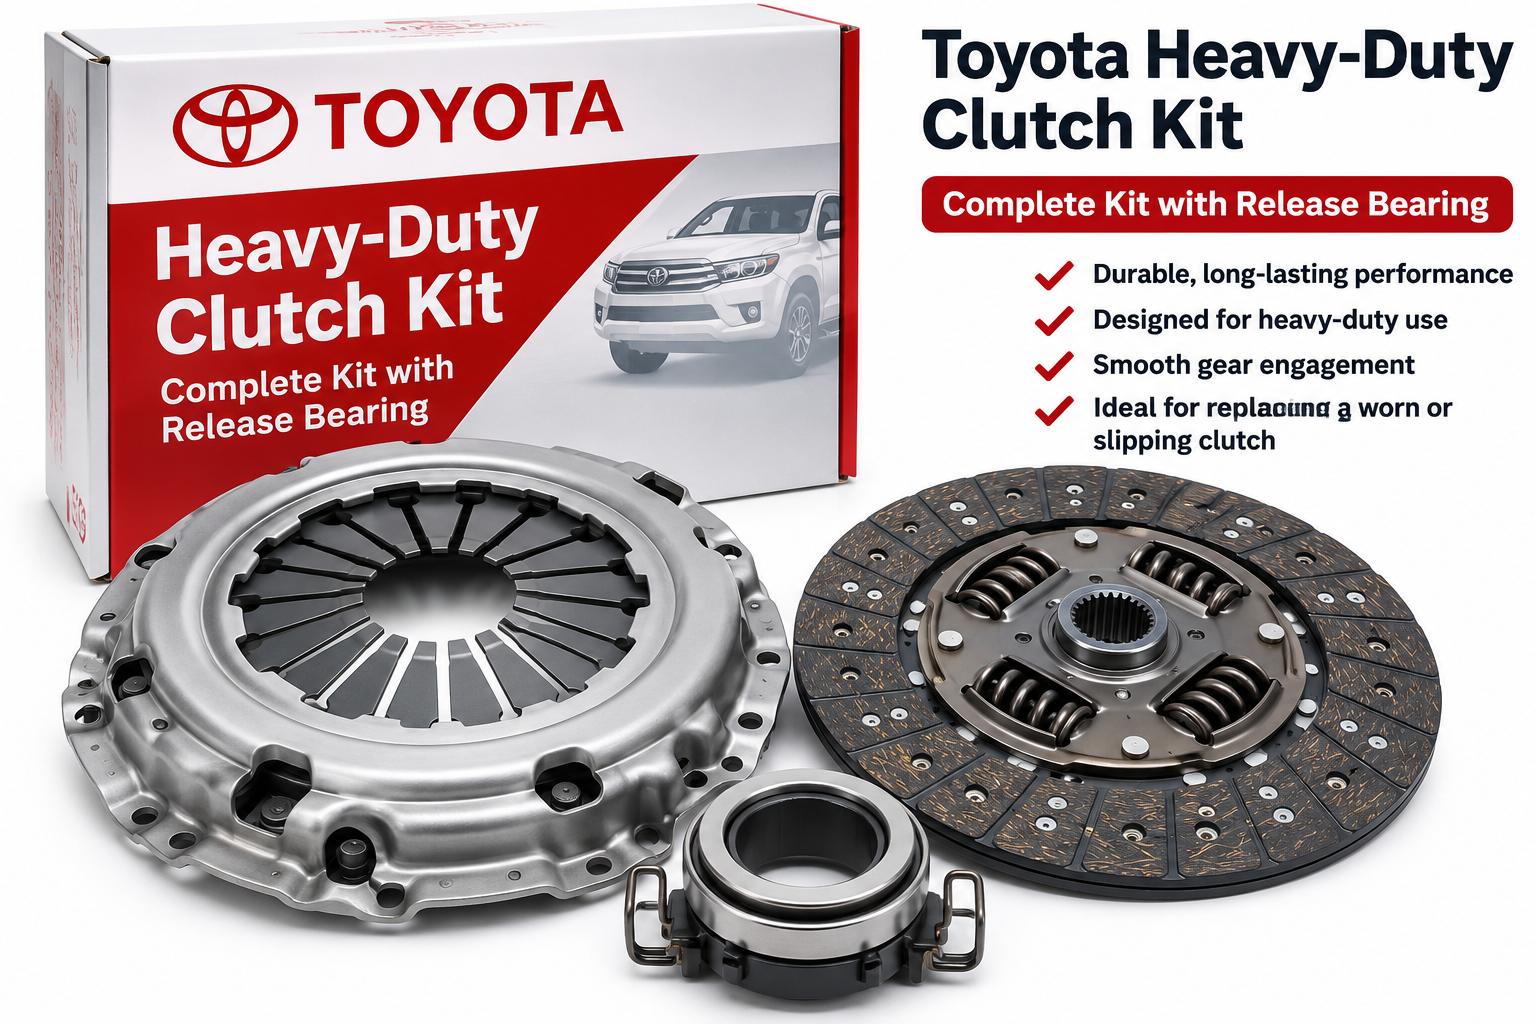 TOYOTA
Heavy-Duty
Clutch Kit
Complete Kit with
Release Bearing
Toyota Heavy-Duty
Clutch Kit
Complete Kit with Release Bearing
Durable, long-lasting performance
Designed for heavy-duty use
Smooth gear engagement
Ideal for replacing a worn or
slipping clutch